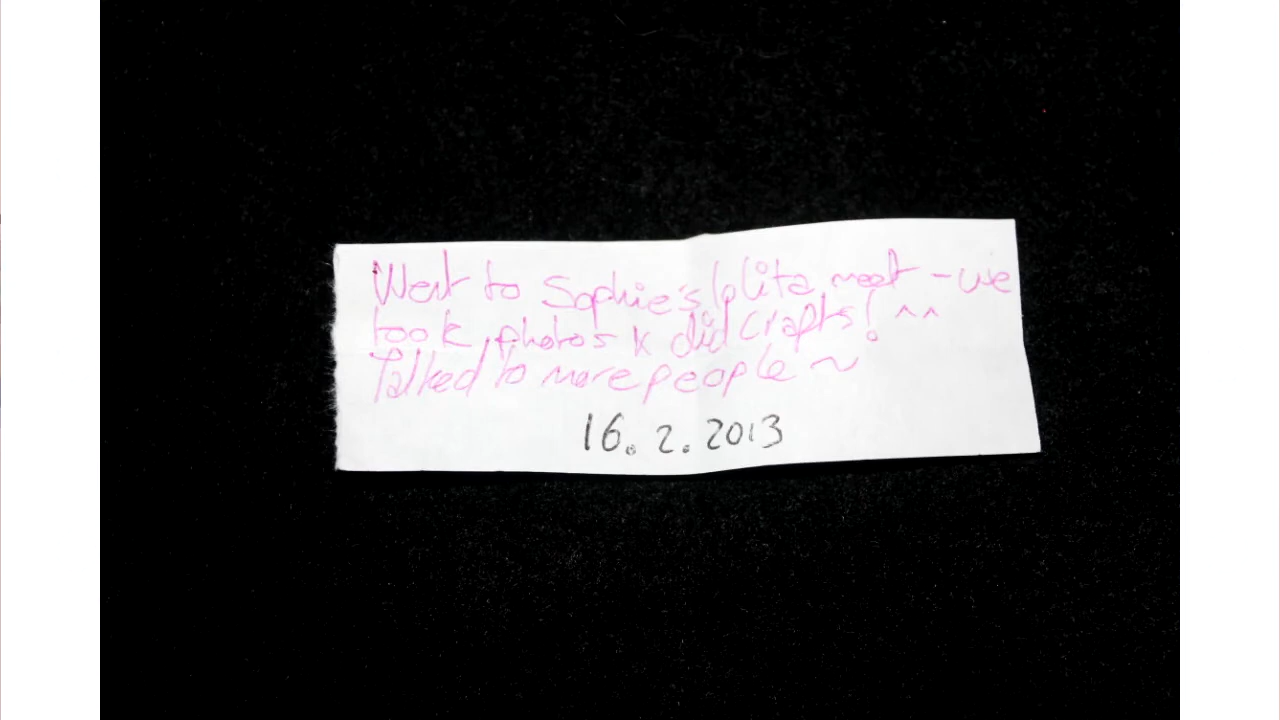 Went to Sophie's lolita meet - we
took photos & did crafts! ^^
Talked to more people ~
16.2.2013